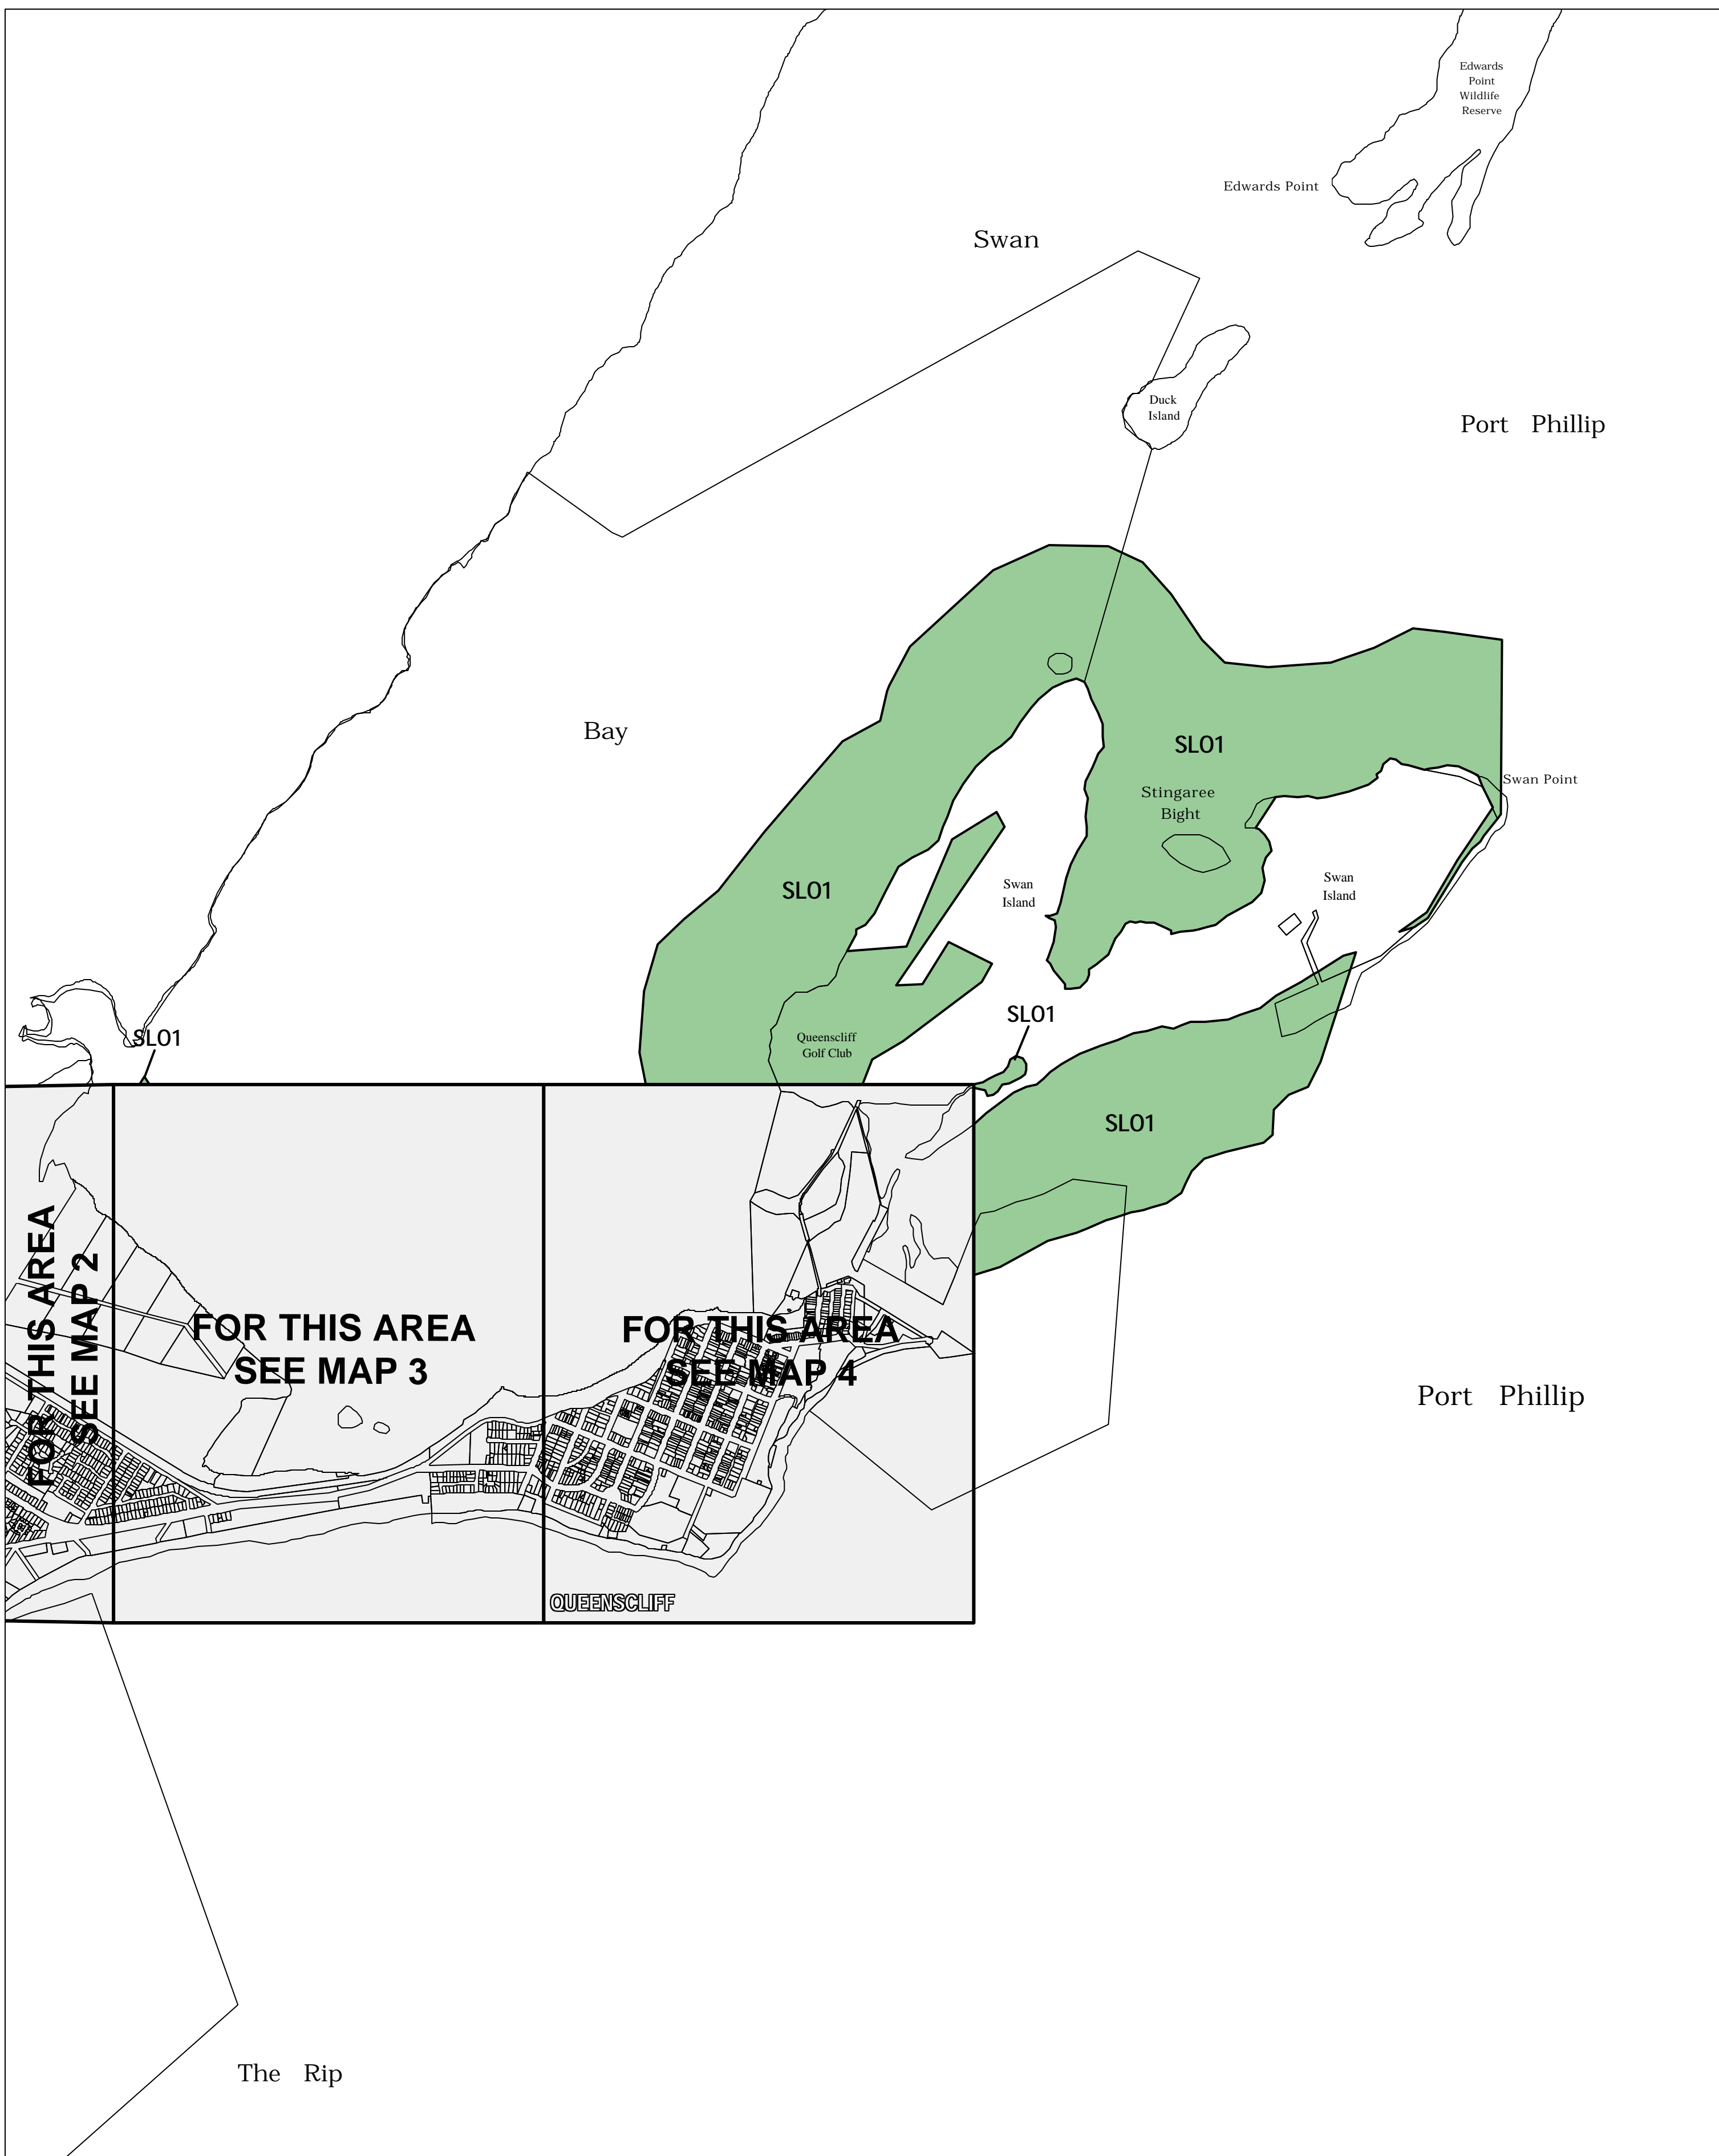 Edwards
Point
Wildlife
Reserve
Edwards Point
Swan
Duck
Island
Port Phillip
Bay
SLO1
Stingaree
Bight
Swan Point
SLO1
Swan
Island
Swan
Island
SLO1
SLO1
Queenscliff
Golf Club
SLO1
FOR THIS AREA
SEE MAP 2
FOR THIS AREA
SEE MAP 3
FOR THIS AREA
SEE MAP 4
Port Phillip
QUEENSCLIFF
The Rip